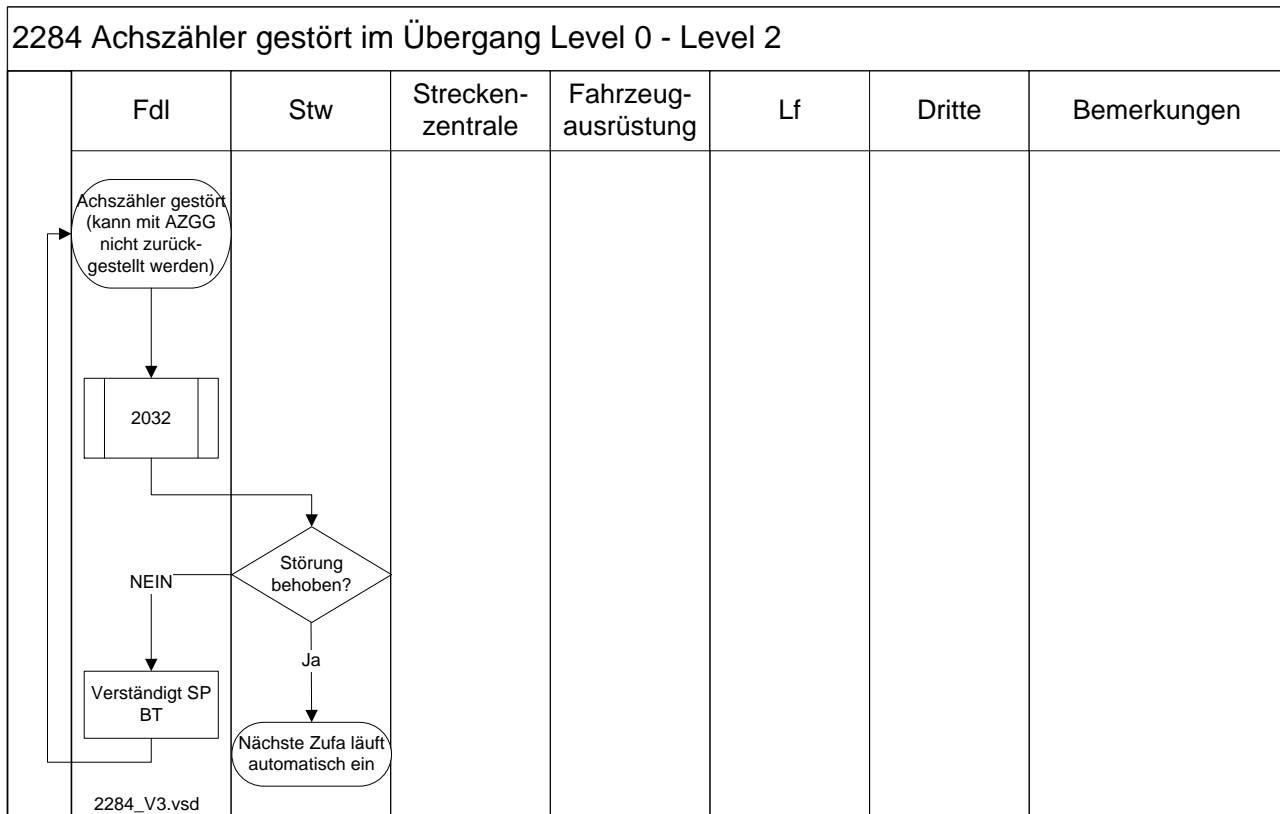 2284 Achszähler gestört im Übergang Level 0 - Level 2
Fdl
Stw
Strecken-
zentrale
Fahrzeug-
ausrüstung
Lf
Dritte
Bemerkungen
Achszähler gestört
(kann mit AZGG
nicht zurück-
gestellt werden)
2032
Störung
behoben?
NEIN
Ja
Verständigt SP
BT
Nächste Zufa läuft
automatisch ein
2284_V3.vsd